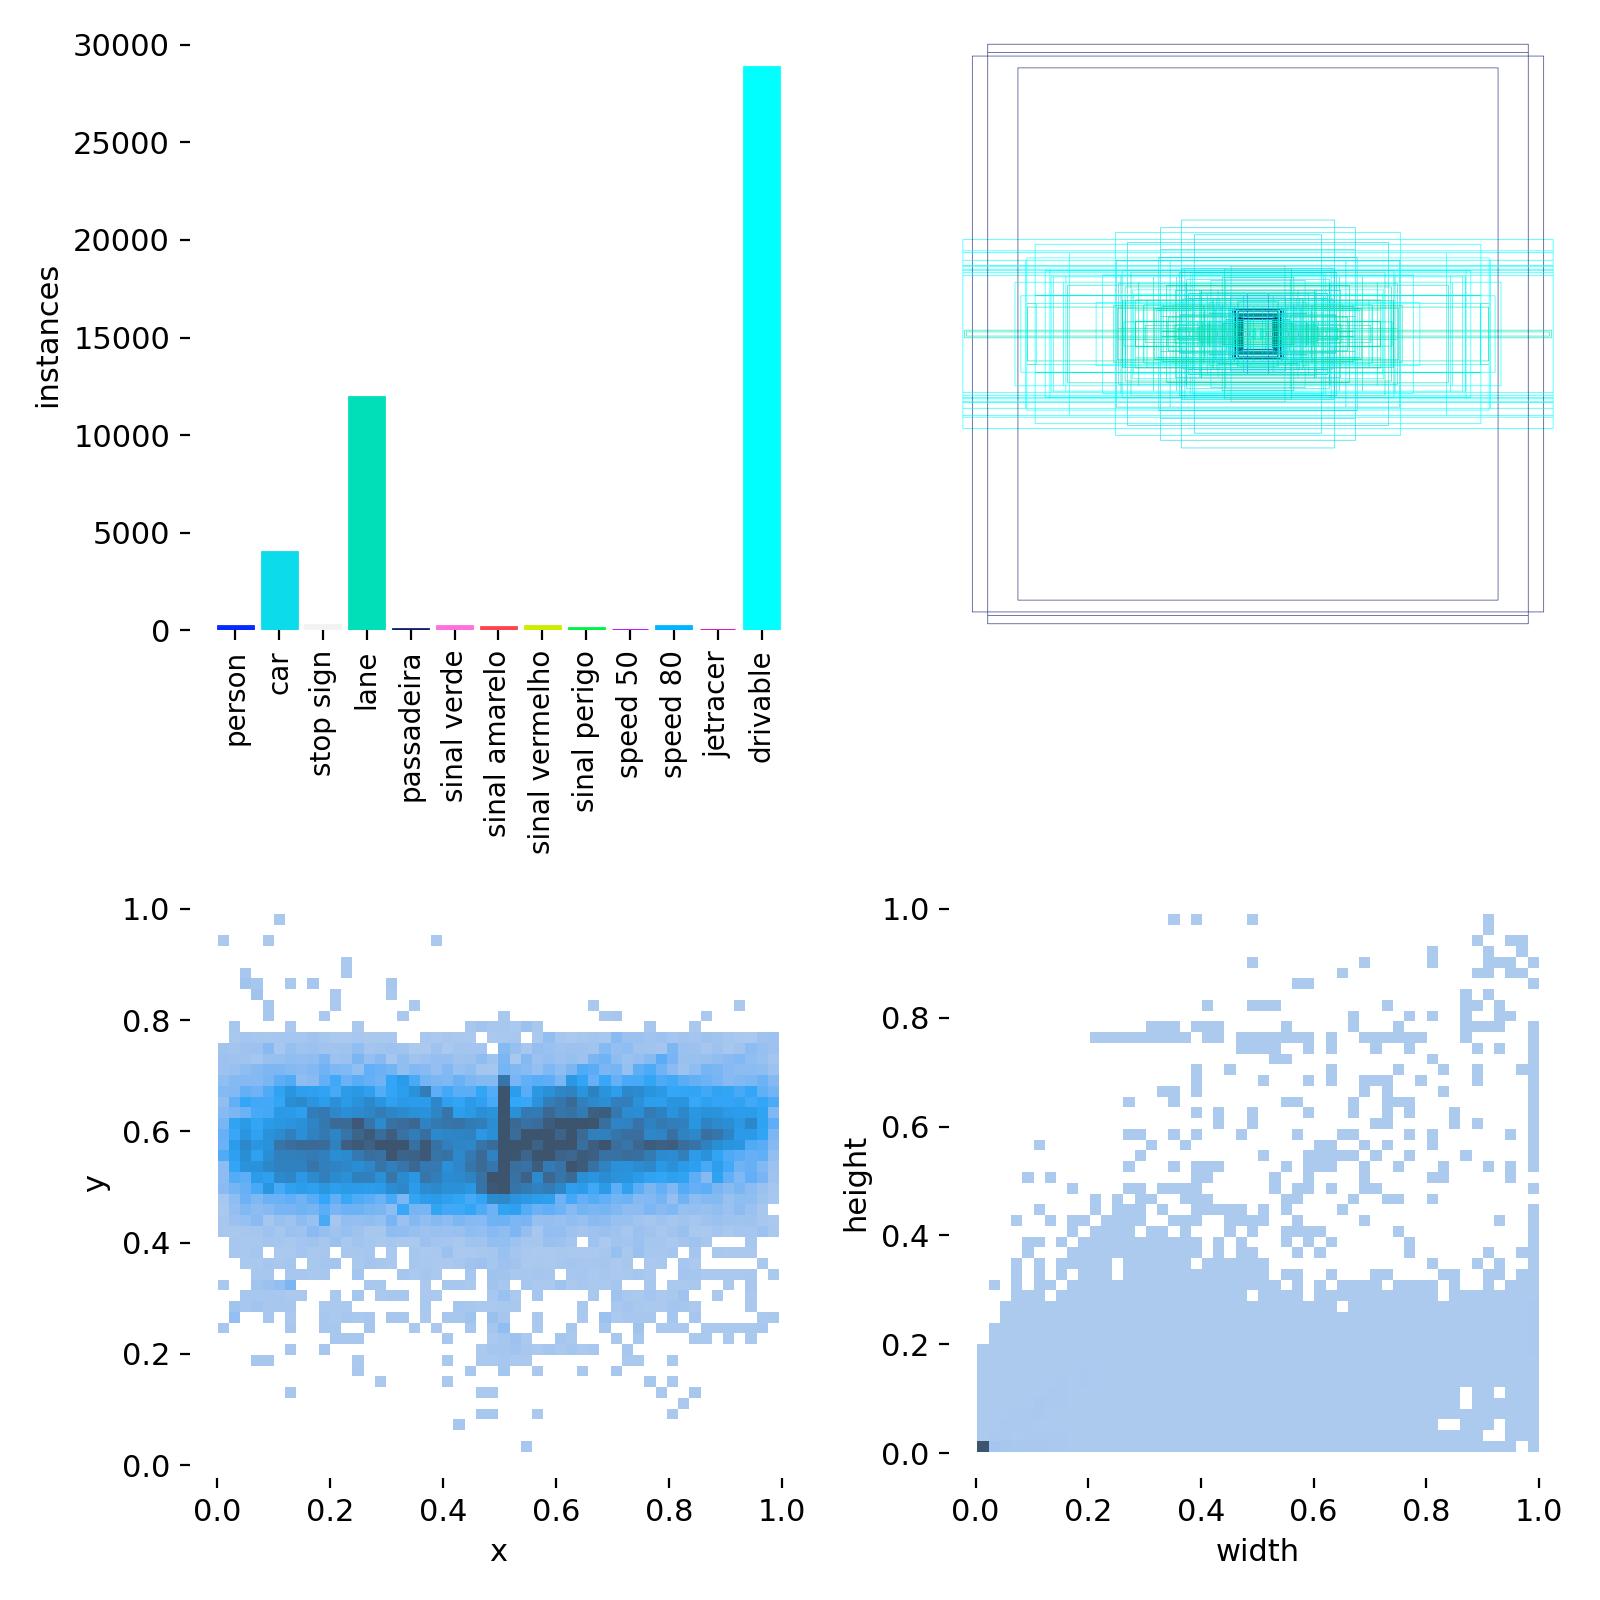 30000
25000
20000
15000
10000
5000
0
instances
person
car
stop sign
lane
passadeira
sinal verde
sinal amarelo
sinal vermelho
sinal perigo
speed 50
speed 80
jetracer
drivable
1.0
0.8
0.6
0.4
0.2
0.0
y
0.0 0.2 0.4 0.6 0.8 1.0
x
1.0
0.8
0.6
0.4
0.2
0.0
height
0.0 0.2 0.4 0.6 0.8 1.0
width